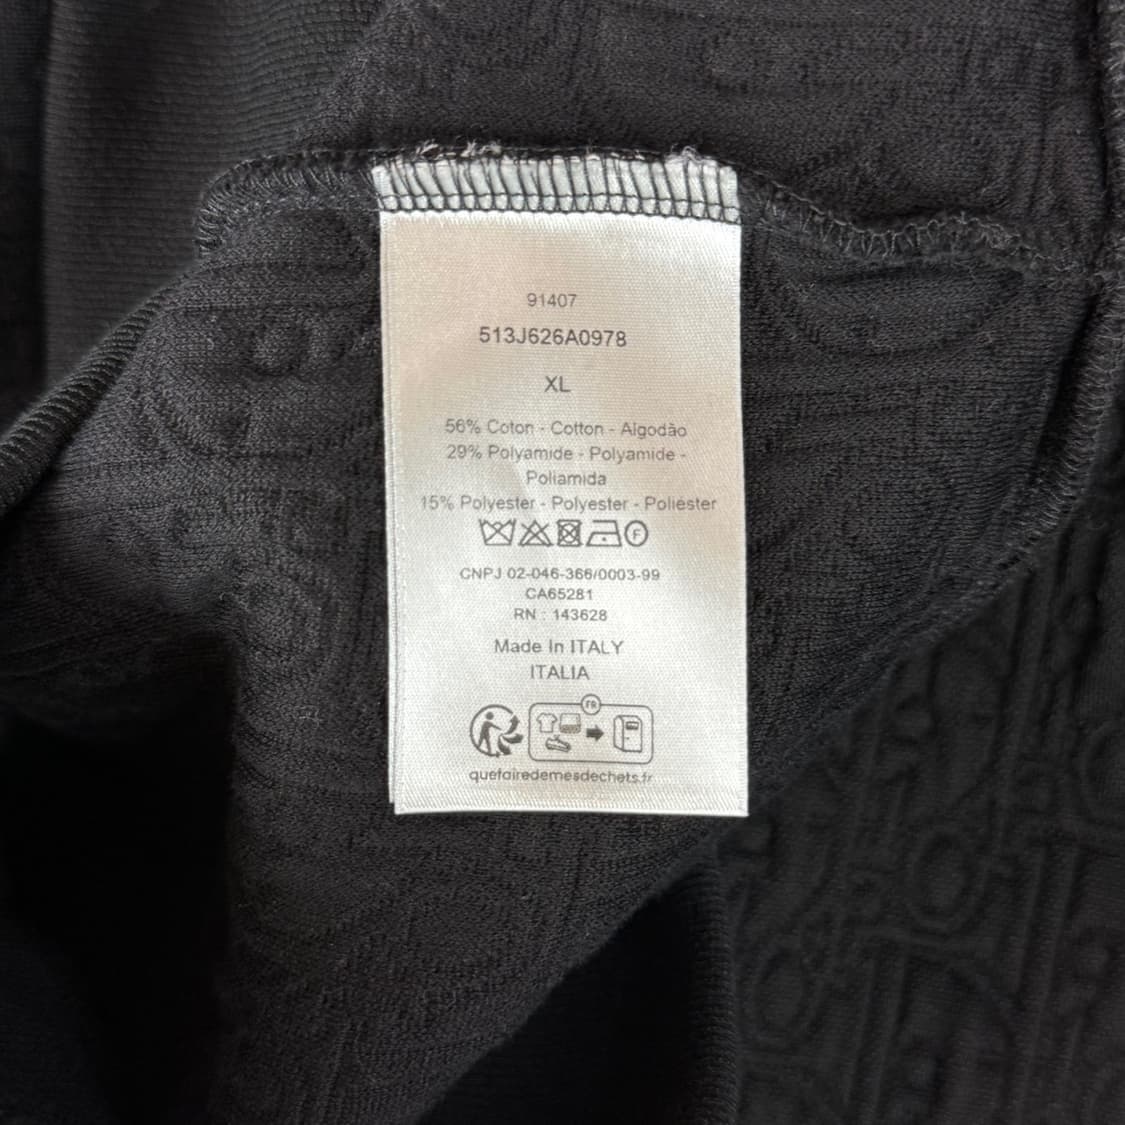 91407
513J626A0978
XL
56% Coton - Cotton - Algodão
29% Polyamide - Polyamide -
Poliamida
15% Polyester - Polyester - Poliéster
F
CNPJ 02-046-366/0003-99
CA65281
RN : 143628
Made In ITALY
ITALIA
FR
quefairedemesdechets.fr